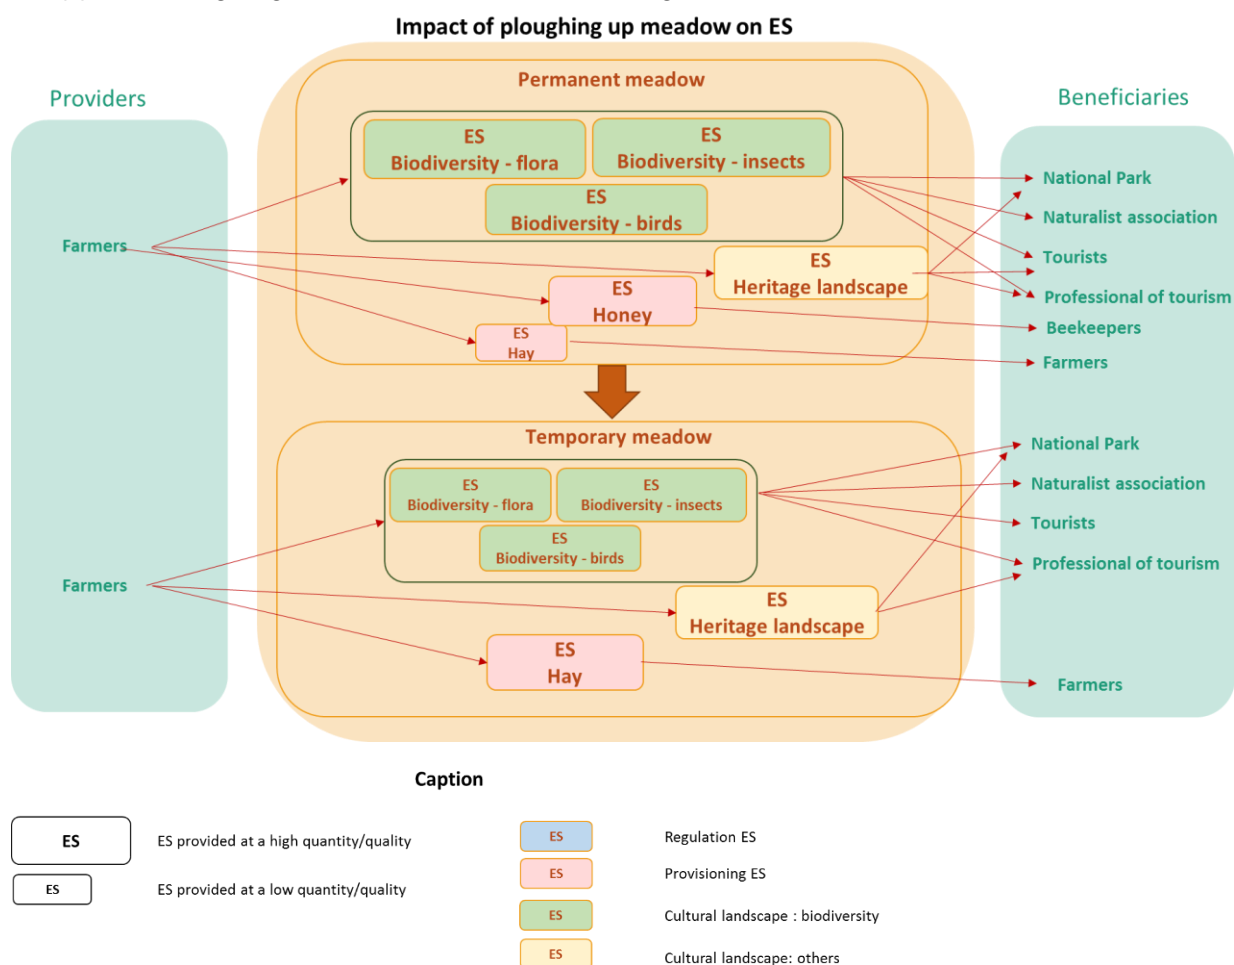 Impact of ploughing up meadow on ES
Providers
Beneficiaries
Permanent meadow
ES
Biodiversity - flora
ES
Biodiversity - insects
ES
Biodiversity - birds
Farmers
ES
Heritage landscape
ES
Honey
ES
Hay
National Park
Naturalist association
Tourists
Professional of tourism
Beekeepers
Farmers
Temporary meadow
ES
Biodiversity - flora
ES
Biodiversity - insects
ES
Biodiversity - birds
Farmers
ES
Heritage landscape
ES
Hay
National Park
Naturalist association
Tourists
Professional of tourism
Farmers
Caption
ES
ES provided at a high quantity/quality
ES
ES provided at a low quantity/quality
ES
Regulation ES
ES
Provisioning ES
ES
Cultural landscape : biodiversity
ES
Cultural landscape: others